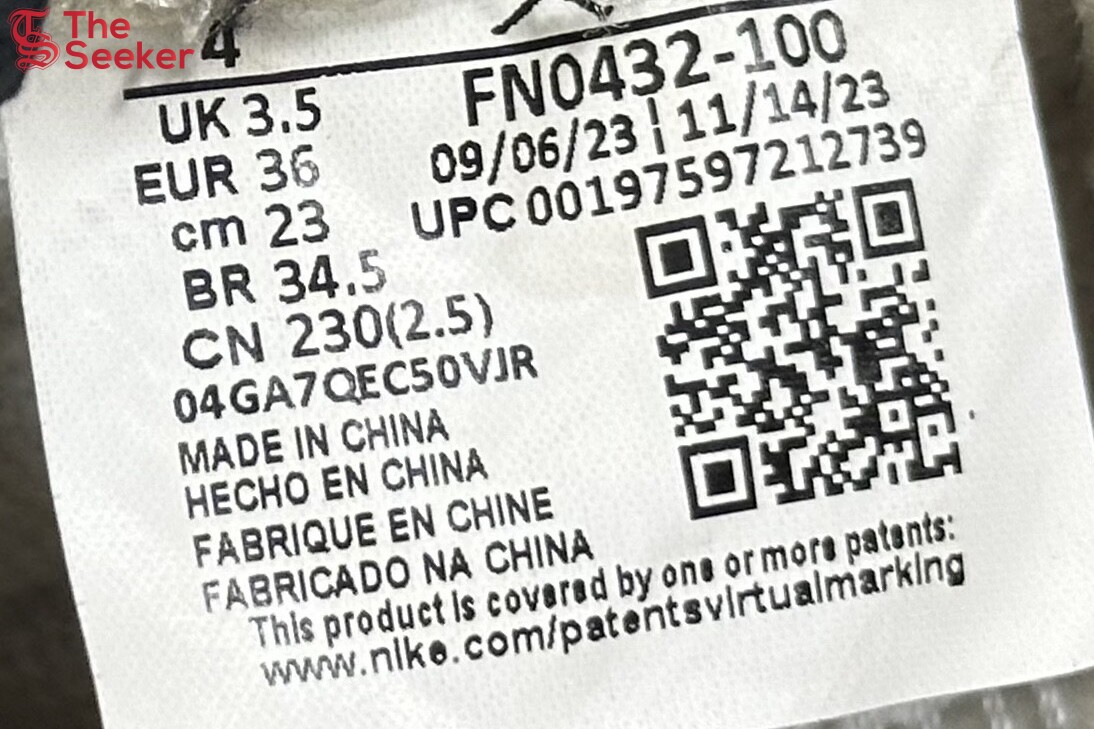 The
Seeker
4
UK 3.5
EUR 36
cm 23
BR 34.5
CN 230(2.5)
04GA7QEC50VJR
FN0432-100
09/06/23 | 11/14/23
UPC 00197597212739
MADE IN CHINA
HECHO EN CHINA
FABRIQUE EN CHINE
FABRICADO NA CHINA
This product is covered by one or more patents:
www.nike.com/patentsvirtualmarking